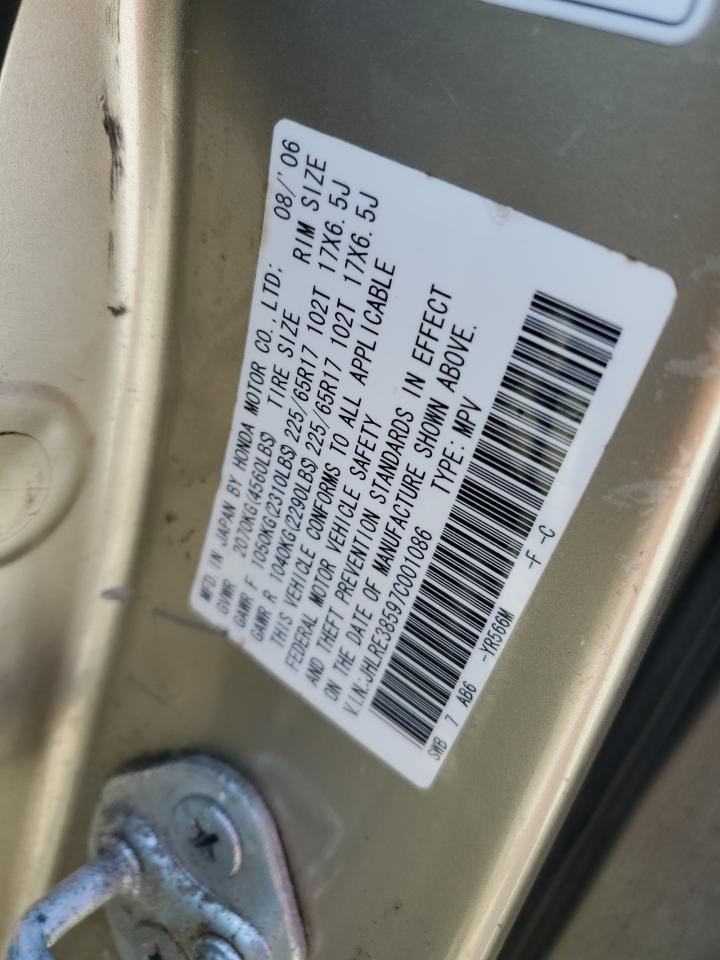 MFD. IN JAPAN BY HONDA MOTOR CO., LTD; 08/'06
GVWR 2070KG(4560LBS) TIRE SIZE RIM SIZE
GAWR F 1050KG(2310LBS) 225/65R17 102T 17X6.5J
GAWR R 1040KG(2290LBS) 225/65R17 102T 17X6.5J
THIS VEHICLE CONFORMS TO ALL APPLICABLE
FEDERAL MOTOR VEHICLE SAFETY
AND THEFT PREVENTION STANDARDS IN EFFECT
ON THE DATE OF MANUFACTURE SHOWN ABOVE.
V.I.N:JHLRE38597C001086 TYPE: MPV
SWB 7 AB6 -YR566M -F -C